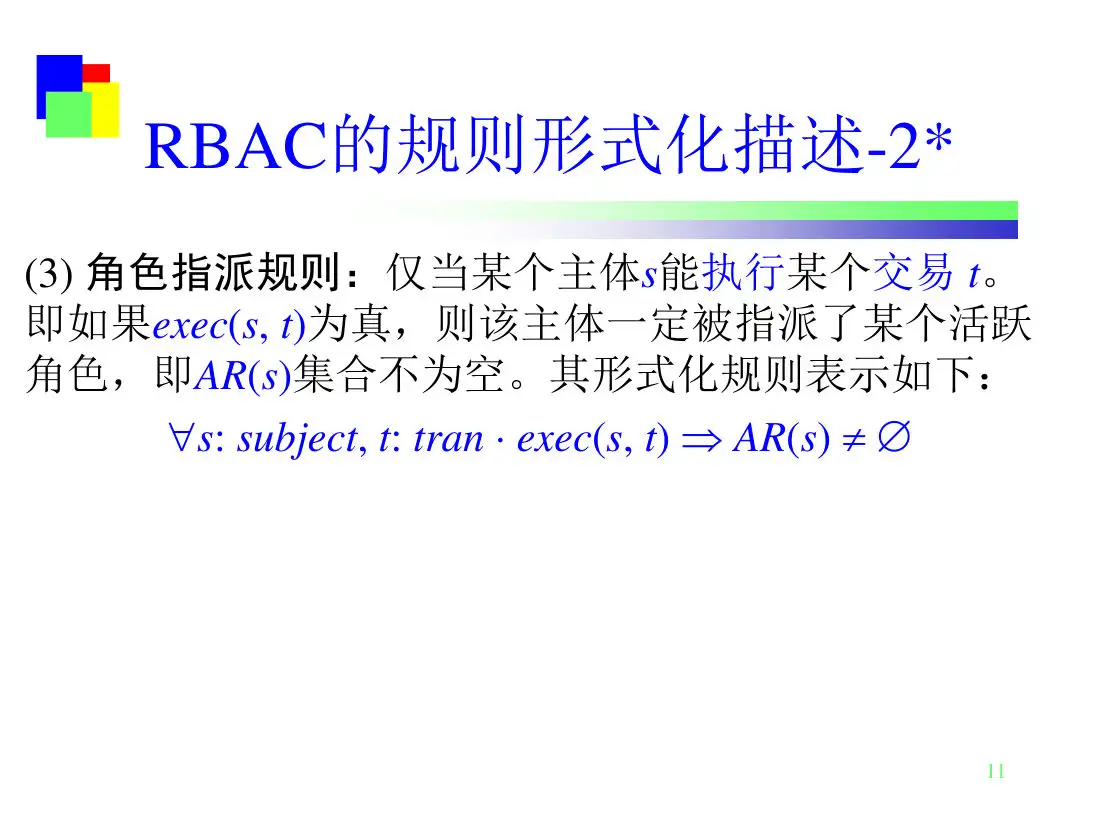 RBAC的规则形式化描述-2*
(3) 角色指派规则：仅当某个主体s能执行某个交易 t。
即如果exec(s, t)为真，则该主体一定被指派了某个活跃
角色，即AR(s)集合不为空。其形式化规则表示如下：
∀s: subject, t: tran · exec(s, t) ⇒ AR(s) ≠ ∅
11